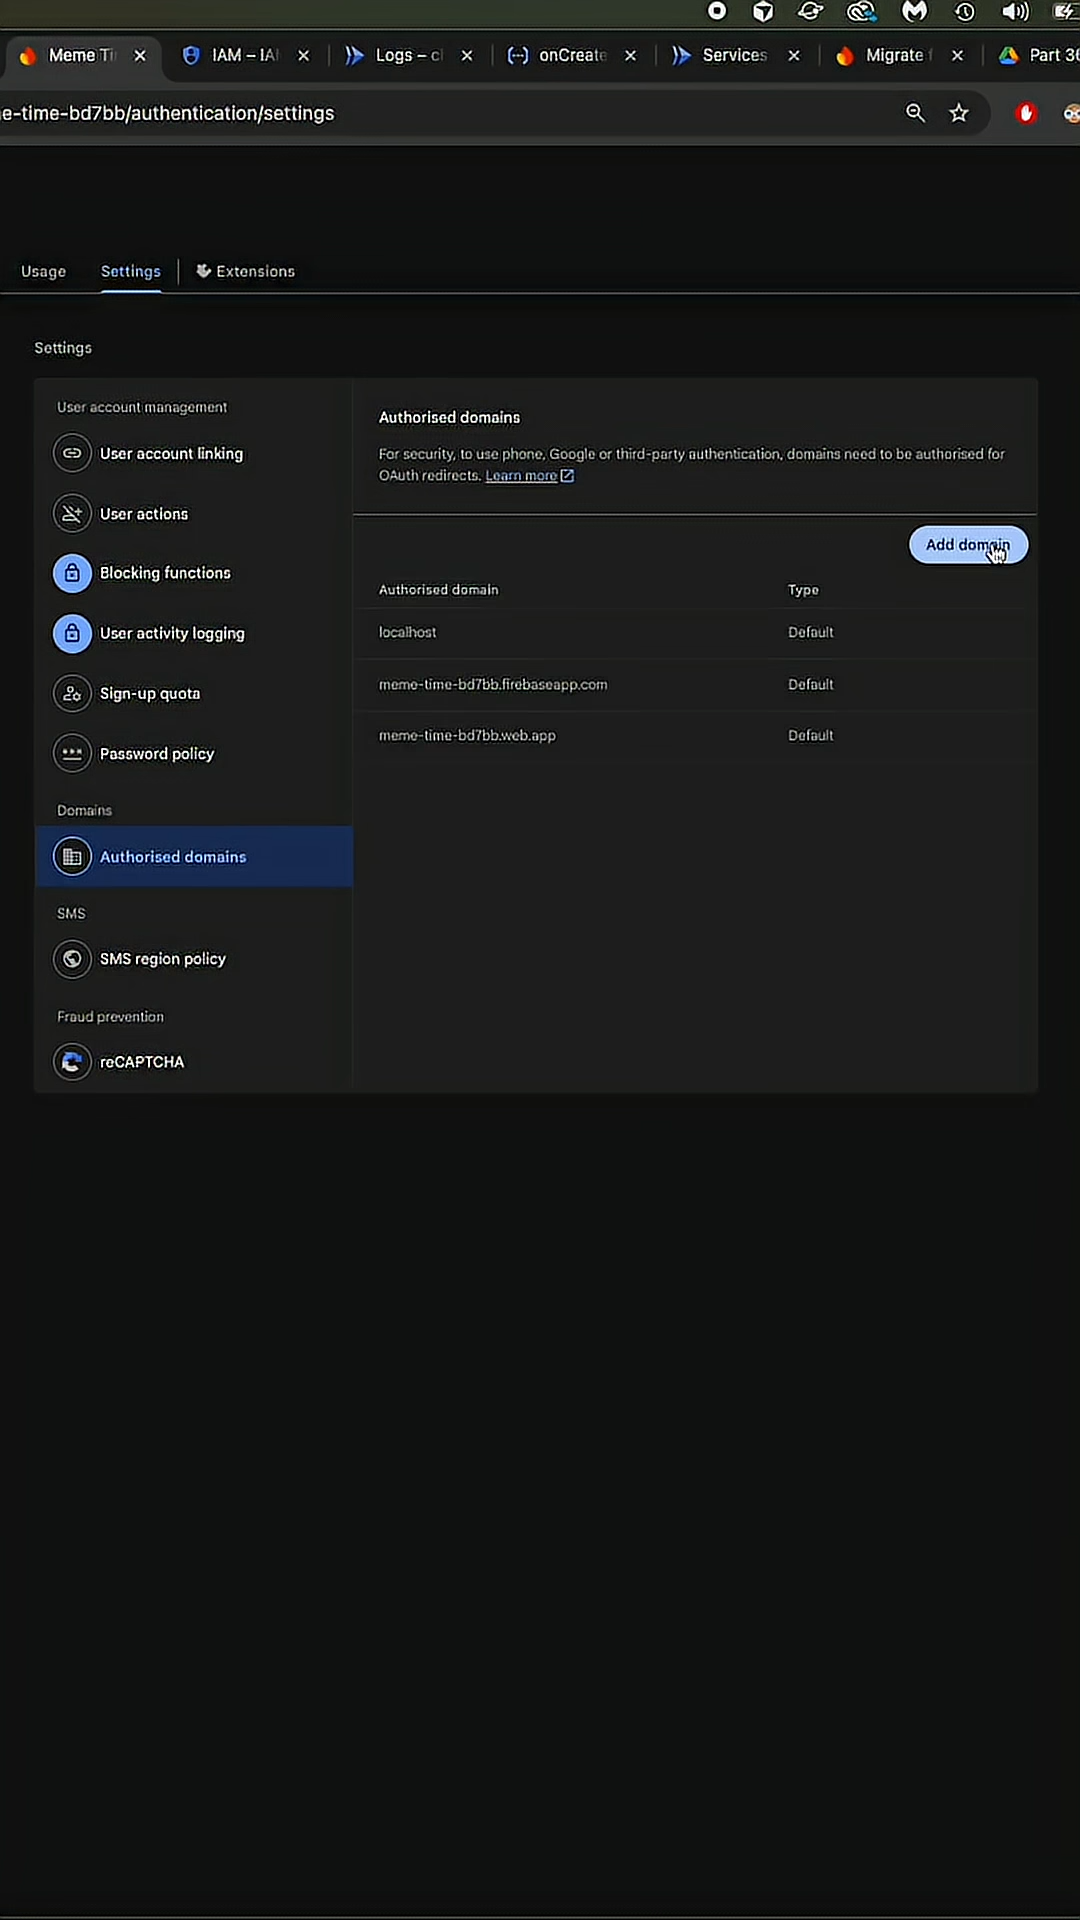 Meme Ti
IAM – IA
Logs – c
onCreate
Services
Migrate
Part 36
e-time-bd7bb/authentication/settings
Usage
Settings
Extensions
Settings
User account management
User account linking
User actions
Blocking functions
User activity logging
Sign-up quota
Password policy
Domains
Authorised domains
SMS
SMS region policy
Fraud prevention
reCAPTCHA
Authorised domains
For security, to use phone, Google or third-party authentication, domains need to be authorised for
OAuth redirects. Learn more
Add domain
Authorised domain Type
localhost Default
meme-time-bd7bb.firebaseapp.com Default
meme-time-bd7bb.web.app Default